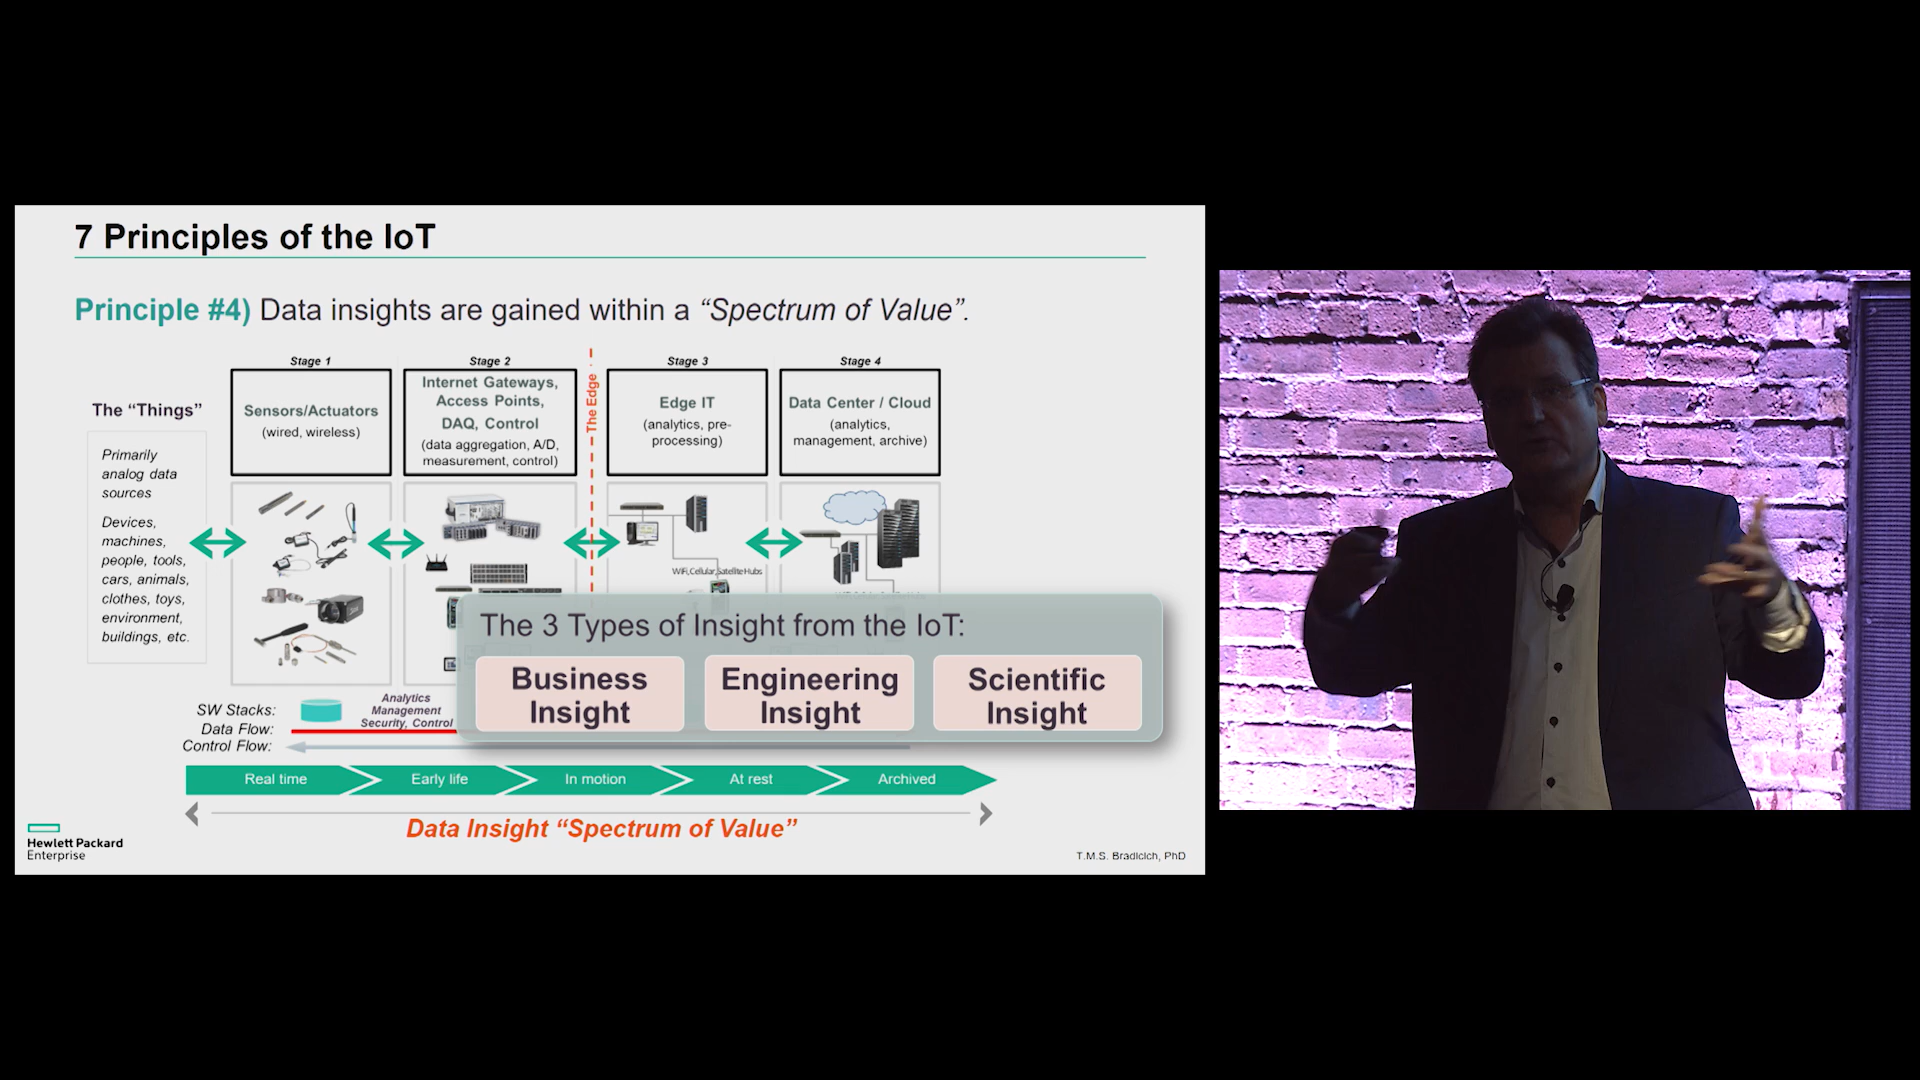 7 Principles of the IoT
Principle #4) Data insights are gained within a “Spectrum of Value”.
The “Things”
Primarily
analog data
sources
Devices,
machines,
people, tools,
cars, animals,
clothes, toys,
environment,
buildings, etc.
Stage 1
Sensors/Actuators
(wired, wireless)
Stage 2
Internet Gateways,
Access Points,
DAQ, Control
(data aggregation, A/D,
measurement, control)
The Edge
Stage 3
Edge IT
(analytics, pre-
processing)
WiFi,Cellular,Satellite Hubs
Stage 4
Data Center / Cloud
(analytics,
management, archive)
The 3 Types of Insight from the IoT:
Business
Insight
Engineering
Insight
Scientific
Insight
SW Stacks:
Analytics
Management
Security, Control
Data Flow:
Control Flow:
Real time
Early life
In motion
At rest
Archived
Data Insight “Spectrum of Value”
Hewlett Packard
Enterprise
T.M.S. Bradicich, PhD